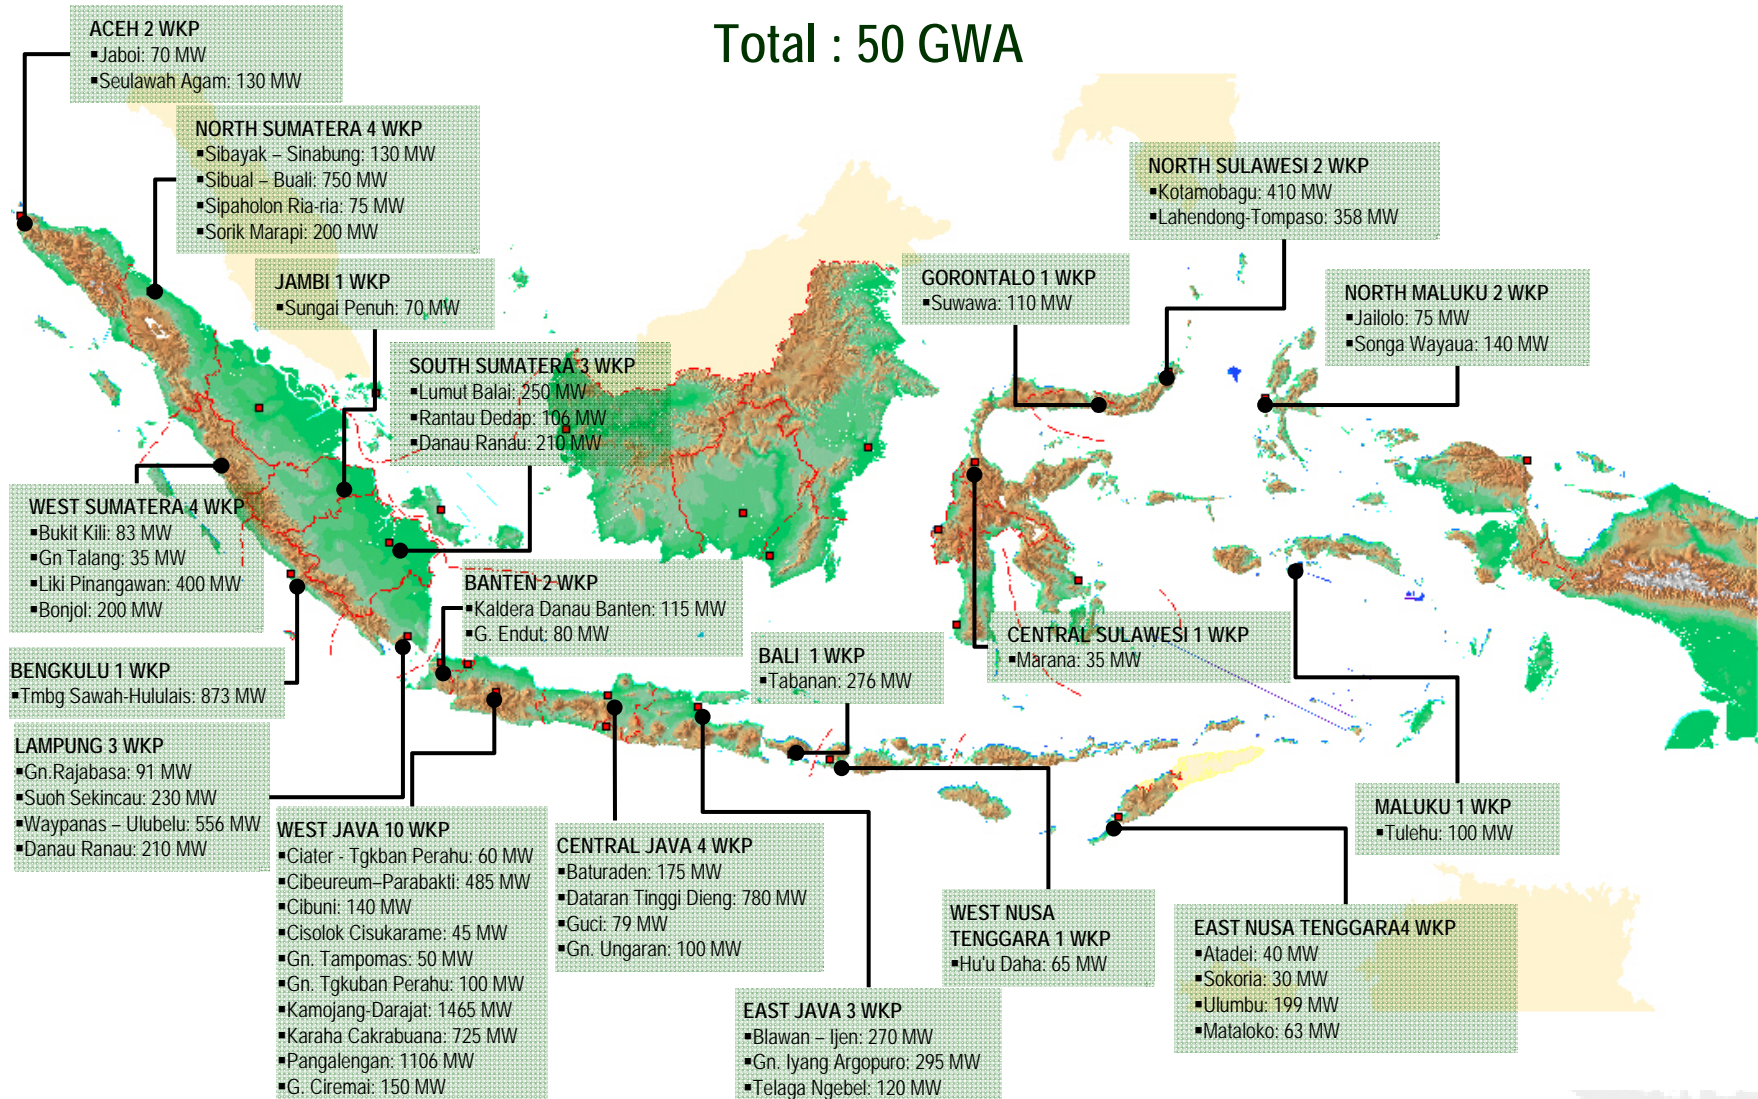 Total : 50 GWA
ACEH 2 WKP
▪Jaboi: 70 MW
▪Seulawah Agam: 130 MW
NORTH SUMATERA 4 WKP
▪Sibayak – Sinabung: 130 MW
▪Sibual – Buali: 750 MW
▪Sipaholon Ria-ria: 75 MW
▪Sorik Marapi: 200 MW
JAMBI 1 WKP
▪Sungai Penuh: 70 MW
SOUTH SUMATERA 3 WKP
▪Lumut Balai: 250 MW
▪Rantau Dedap: 106 MW
▪Danau Ranau: 210 MW
NORTH SULAWESI 2 WKP
▪Kotamobagu: 410 MW
▪Lahendong-Tompaso: 358 MW
GORONTALO 1 WKP
▪Suwawa: 110 MW
NORTH MALUKU 2 WKP
▪Jailolo: 75 MW
▪Songa Wayaua: 140 MW
WEST SUMATERA 4 WKP
▪Bukit Kili: 83 MW
▪Gn Talang: 35 MW
▪Liki Pinangawan: 400 MW
▪Bonjol: 200 MW
BENGKULU 1 WKP
▪Tmbg Sawah-Hululais: 873 MW
LAMPUNG 3 WKP
▪Gn.Rajabasa: 91 MW
▪Suoh Sekincau: 230 MW
▪Waypanas – Ulubelu: 556 MW
▪Danau Ranau: 210 MW
BANTEN 2 WKP
▪Kaldera Danau Banten: 115 MW
▪G. Endut: 80 MW
BALI 1 WKP
▪Tabanan: 276 MW
CENTRAL SULAWESI 1 WKP
▪Marana: 35 MW
WEST JAVA 10 WKP
▪Ciater - Tgkban Perahu: 60 MW
▪Cibeureum–Parabakti: 485 MW
▪Cibuni: 140 MW
▪Cisolok Cisukarame: 45 MW
▪Gn. Tampomas: 50 MW
▪Gn. Tgkuban Perahu: 100 MW
▪Kamojang-Darajat: 1465 MW
▪Karaha Cakrabuana: 725 MW
▪Pangalengan: 1106 MW
▪G. Ciremai: 150 MW
CENTRAL JAVA 4 WKP
▪Baturaden: 175 MW
▪Dataran Tinggi Dieng: 780 MW
▪Guci: 79 MW
▪Gn. Ungaran: 100 MW
EAST JAVA 3 WKP
▪Blawan – Ijen: 270 MW
▪Gn. Iyang Argopuro: 295 MW
▪Telaga Ngebel: 120 MW
WEST NUSA
TENGGARA 1 WKP
▪Hu'u Daha: 65 MW
EAST NUSA TENGGARA4 WKP
▪Atadei: 40 MW
▪Sokoria: 30 MW
▪Ulumbu: 199 MW
▪Mataloko: 63 MW
MALUKU 1 WKP
▪Tulehu: 100 MW